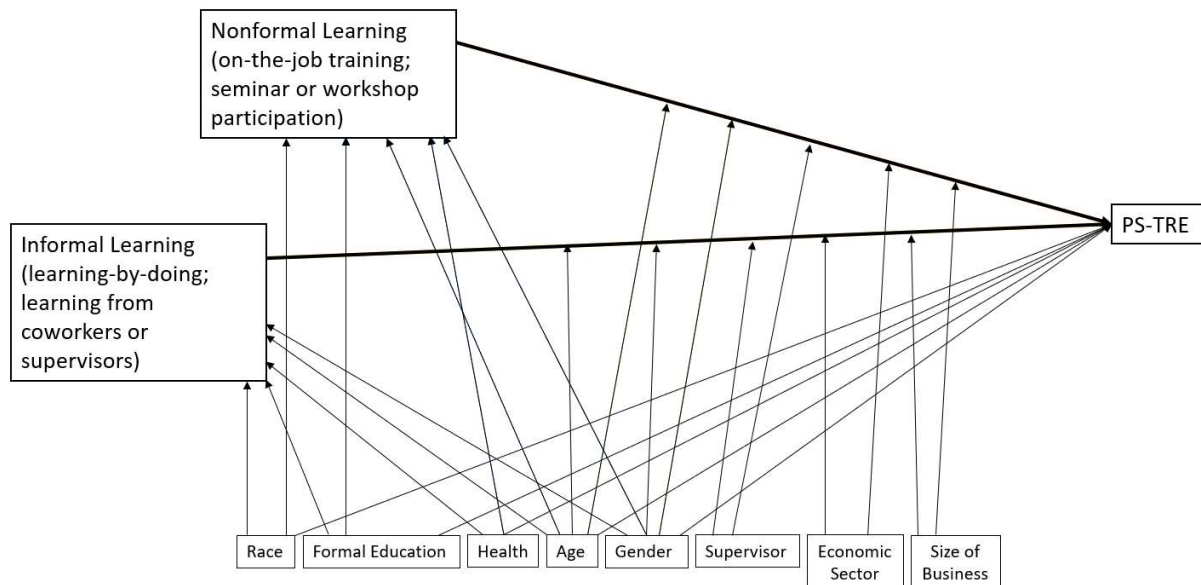 Nonformal Learning
(on-the-job training;
seminar or workshop
participation)
Informal Learning
(learning-by-doing;
learning from
coworkers or
supervisors)
PS-TRE
Race
Formal Education
Health
Age
Gender
Supervisor
Economic
Sector
Size of
Business